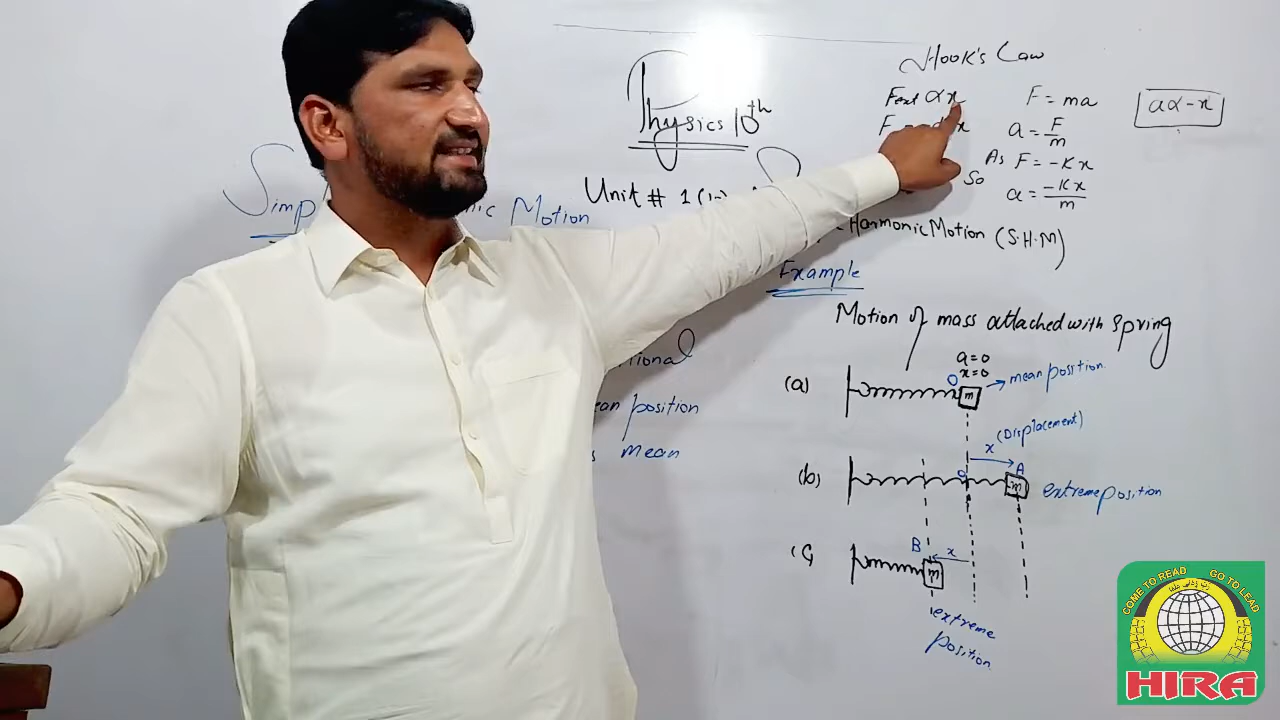 Physics 10th
Unit # 1
Simp nic Motion
ional
ean position
s mean
Hook's Law
Fext α x
F x
F = ma
a = F/m
As F = -Kx
So a = -Kx/m
a α - x
Harmonic Motion (S.H.M)
Example
Motion of mass attached with spring
(a)
a = 0
x = 0
O
m
mean position
(Displacement)
x
(b)
O
A
m
extreme position
(c)
B
x
m
extreme
position
COME TO READ GO TO LEAD
HIRA